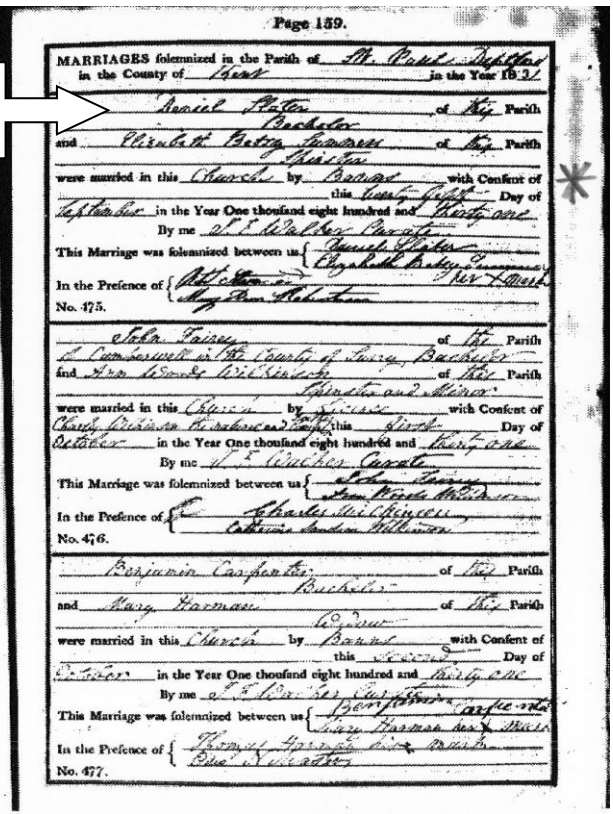 Page 159.
MARRIAGES solemnized in the Parish of St. Paul Deptford
in the County of Kent in the Year 1831
Daniel Slater of this Parish
Bachelor
and Elizabeth Betsy of this Parish
Spinster
were married in this Church by Banns with Consent of
this twenty fifth Day of
September in the Year One thousand eight hundred and thirty one
By me Curate
This Marriage was solemnized between us Daniel Slater
Elizabeth Betsy
her X mark
In the Presence of
Mary Ann
No. 475.
John Fairey of the Parish
of Camberwell in the County of Surry, Bachelor
and Ann Woods Wilkinson of this Parish
Spinster and Minor
were married in this Church by Licence with Consent of
Charles Wilkinson the natural and this first Day of
October in the Year One thousand eight hundred and thirty one
By me Curate
This Marriage was solemnized between us John Fairey
Ann Woods Wilkinson
In the Presence of Charles Wilkinson
Catherine Wilkinson
No. 476.
Benjamin Carpenter of this Parish
Bachelor
and Mary Harman of this Parish
Widow
were married in this Church by Banns with Consent of
this second Day of
October in the Year One thousand eight hundred and thirty one
By me Curate
This Marriage was solemnized between us Benjamin Carpenter
Mary Harman her X mark
In the Presence of Thomas Harman his X mark
No. 477.